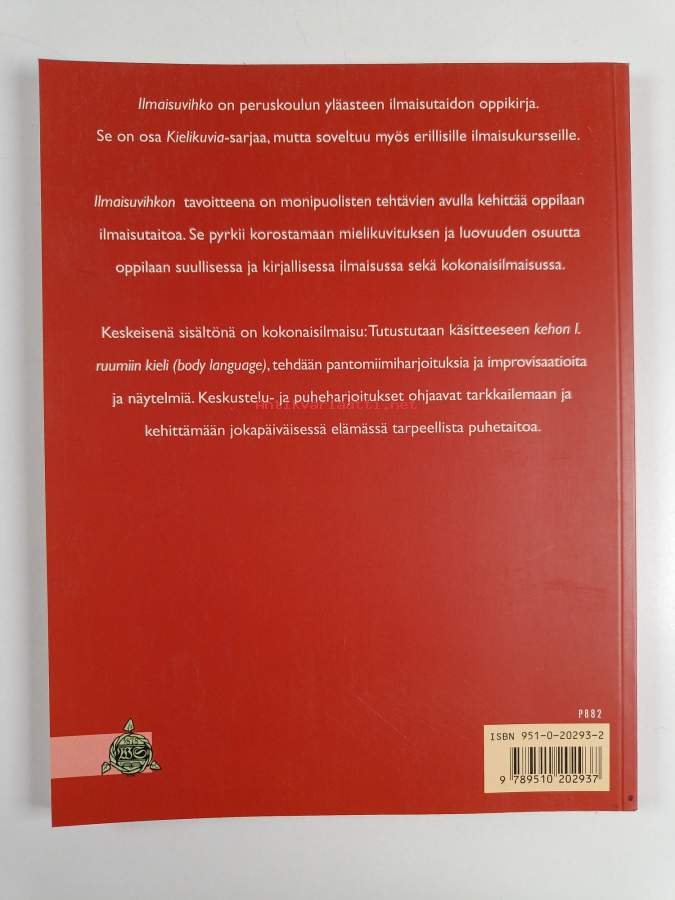 Ilmaisuvihko on peruskoulun yläasteen ilmaisutaidon oppikirja.
Se on osa Kielikuvia-sarjaa, mutta soveltuu myös erillisille ilmaisukursseille.
Ilmaisuvihkon tavoitteena on monipuolisten tehtävien avulla kehittää oppilaan
ilmaisutaitoa. Se pyrkii korostamaan mielikuvituksen ja luovuuden osuutta
oppilaan suullisessa ja kirjallisessa ilmaisussa sekä kokonaisilmaisussa.
Keskeisenä sisältönä on kokonaisilmaisu: Tutustutaan käsitteeseen kehon l.
ruumiin kieli (body language), tehdään pantomiimiharjoituksia ja improvisaatioita
ja näytelmiä. Keskustelu- ja puheharjoitukset ohjaavat tarkkailemaan ja
Antikvariaatti.net
kehittämään jokapäiväisessä elämässä tarpeellista puhetaitoa.
P882
ISBN 951-0-20293-2
9 789510 202937